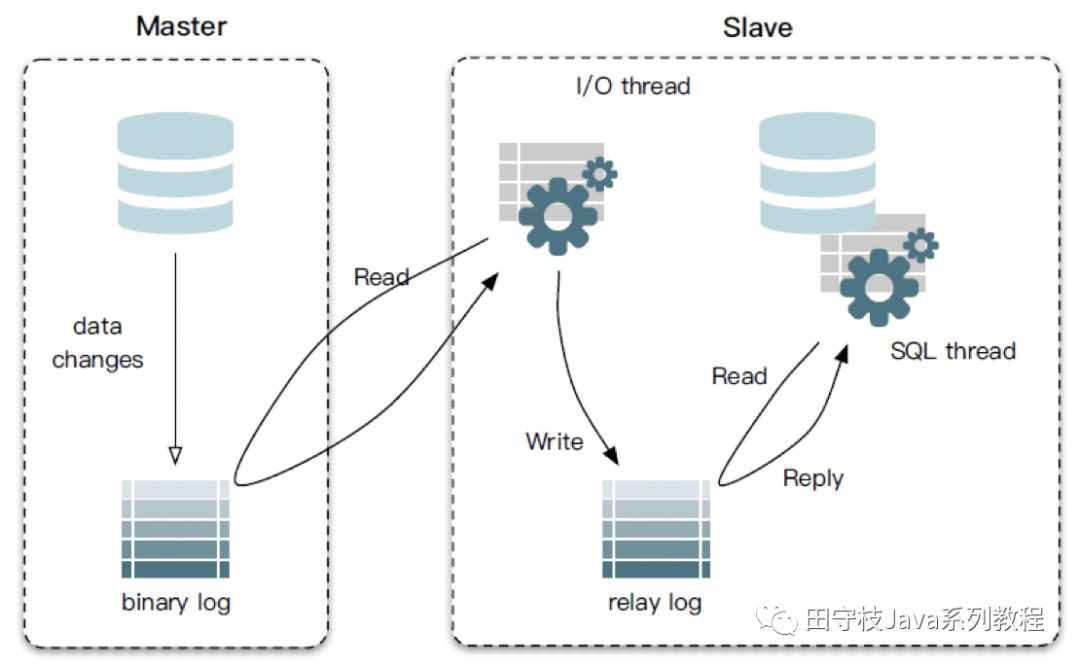 Master
Slave
I/O thread
Read
data
changes
SQL thread
Read
Write
Reply
binary log
relay log
田守枝Java系列教程